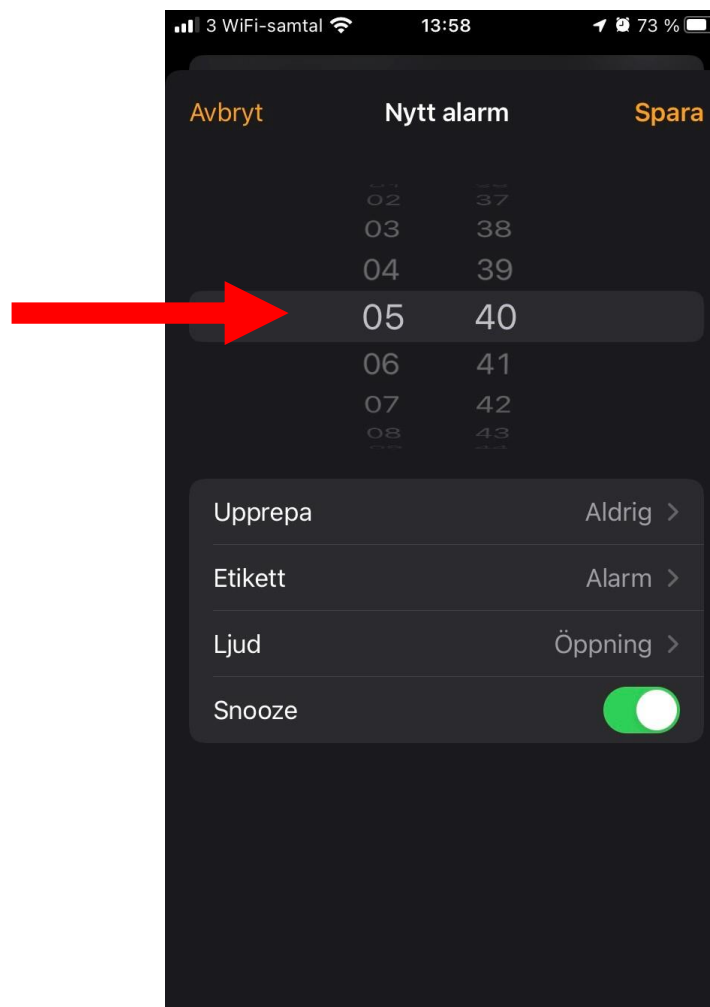 3 WiFi-samtal 13:58 73 %
Avbryt Nytt alarm Spara
02 37
03 38
04 39
05 40
06 41
07 42
08 43
Upprepa Aldrig
Etikett Alarm
Ljud Öppning
Snooze